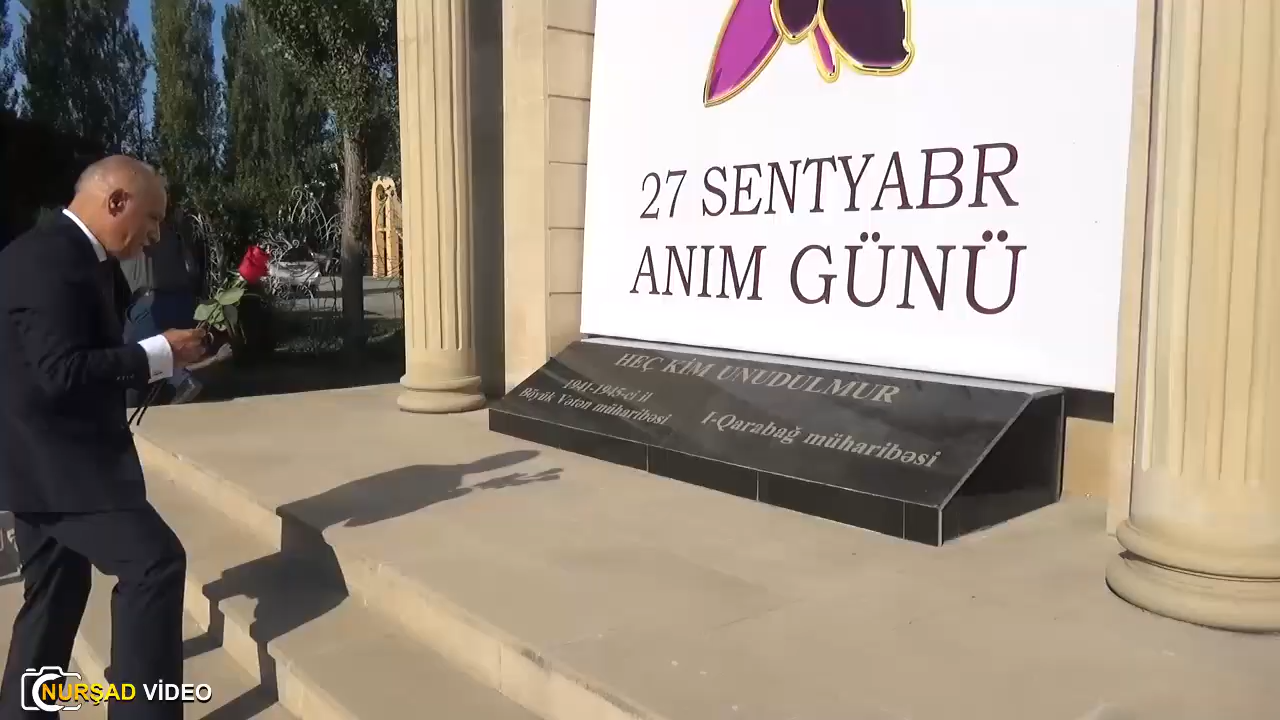 27 SENTYABR
ANIM GÜNÜ
HEÇ KİM UNUDULMUR
1941-1945-ci il
Böyük Vətən müharibəsi
I-Qarabağ müharibəsi
NURŞAD VİDEO